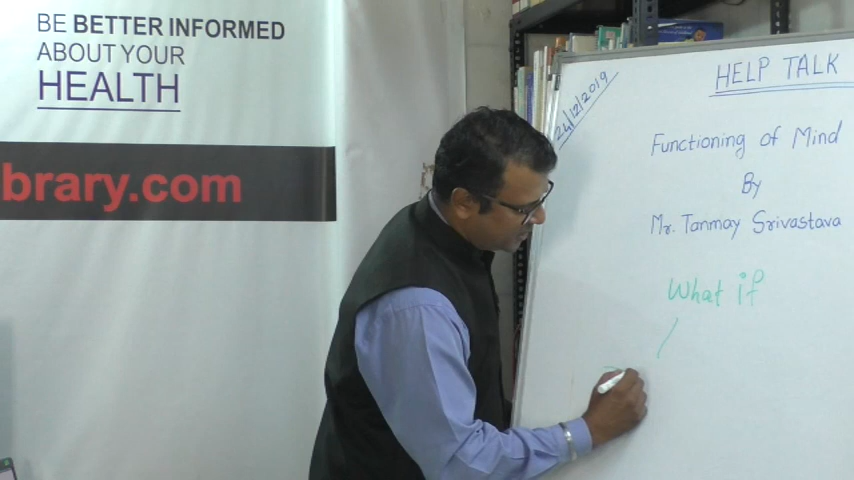 BE BETTER INFORMED
ABOUT YOUR
HEALTH
brary.com
24/12/2019
HELP TALK
Functioning of Mind
By
Mr. Tanmay Srivastava
What if